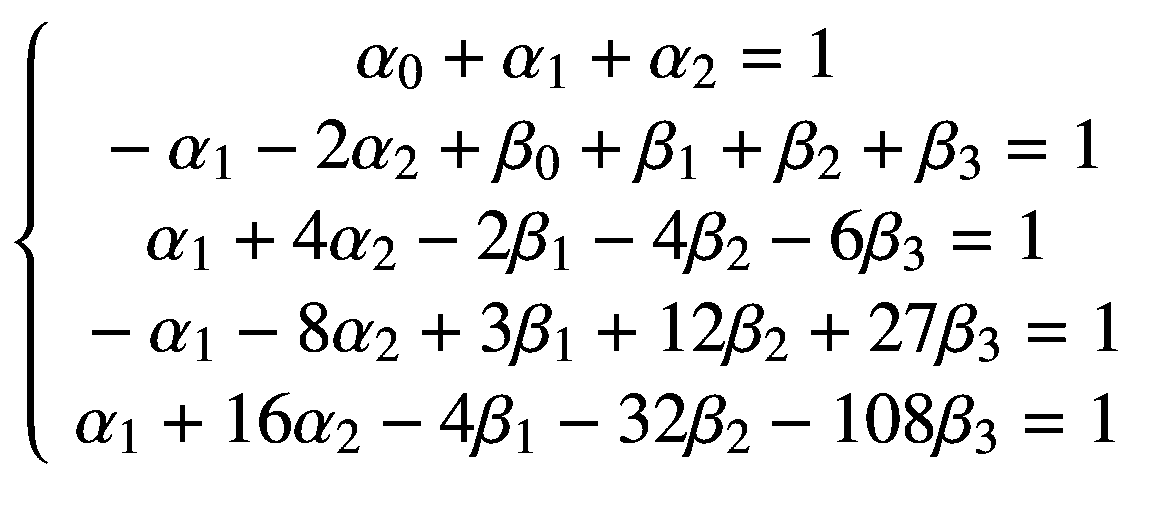 α₀ + α₁ + α₂ = 1
− α₁ − 2α₂ + β₀ + β₁ + β₂ + β₃ = 1
α₁ + 4α₂ − 2β₁ − 4β₂ − 6β₃ = 1
− α₁ − 8α₂ + 3β₁ + 12β₂ + 27β₃ = 1
α₁ + 16α₂ − 4β₁ − 32β₂ − 108β₃ = 1